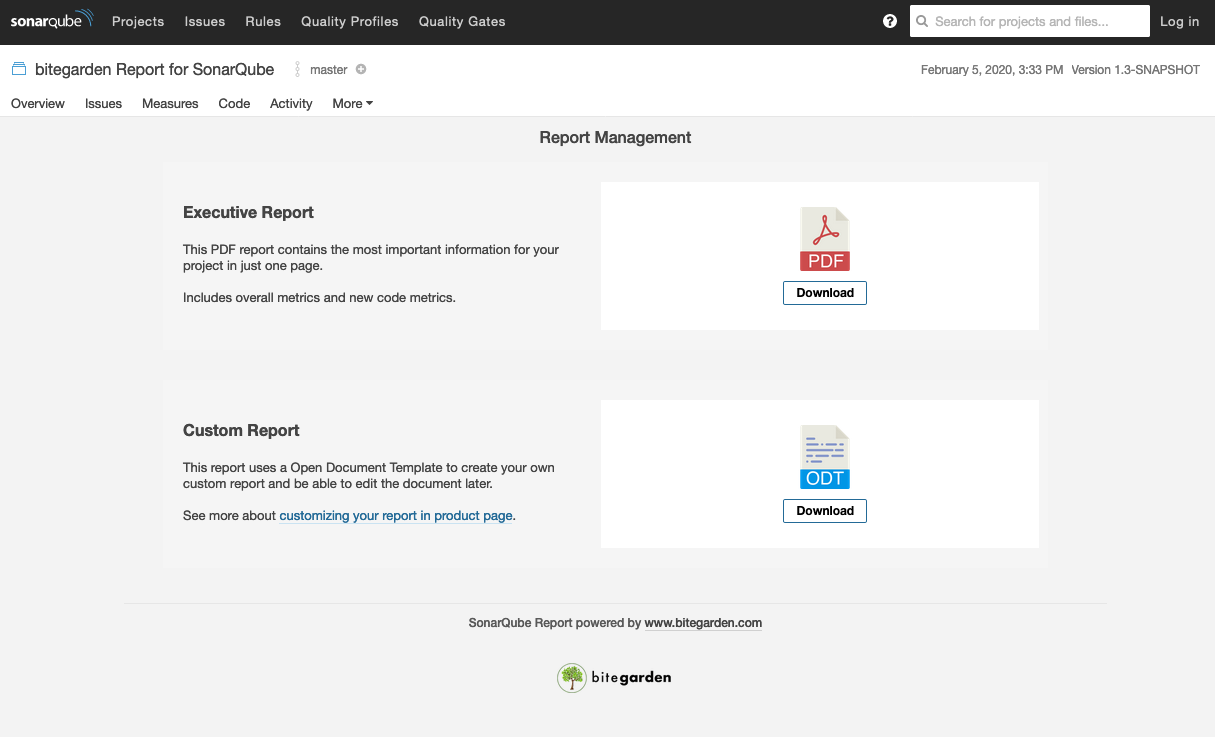 sonarqube Projects Issues Rules Quality Profiles Quality Gates ? Search for projects and files... Log in
bitegarden Report for SonarQube master February 5, 2020, 3:33 PM Version 1.3-SNAPSHOT
Overview Issues Measures Code Activity More
Report Management
Executive Report
This PDF report contains the most important information for your
project in just one page.
Includes overall metrics and new code metrics.
PDF
Download
Custom Report
This report uses a Open Document Template to create your own
custom report and be able to edit the document later.
See more about customizing your report in product page.
ODT
Download
SonarQube Report powered by www.bitegarden.com
bitegarden